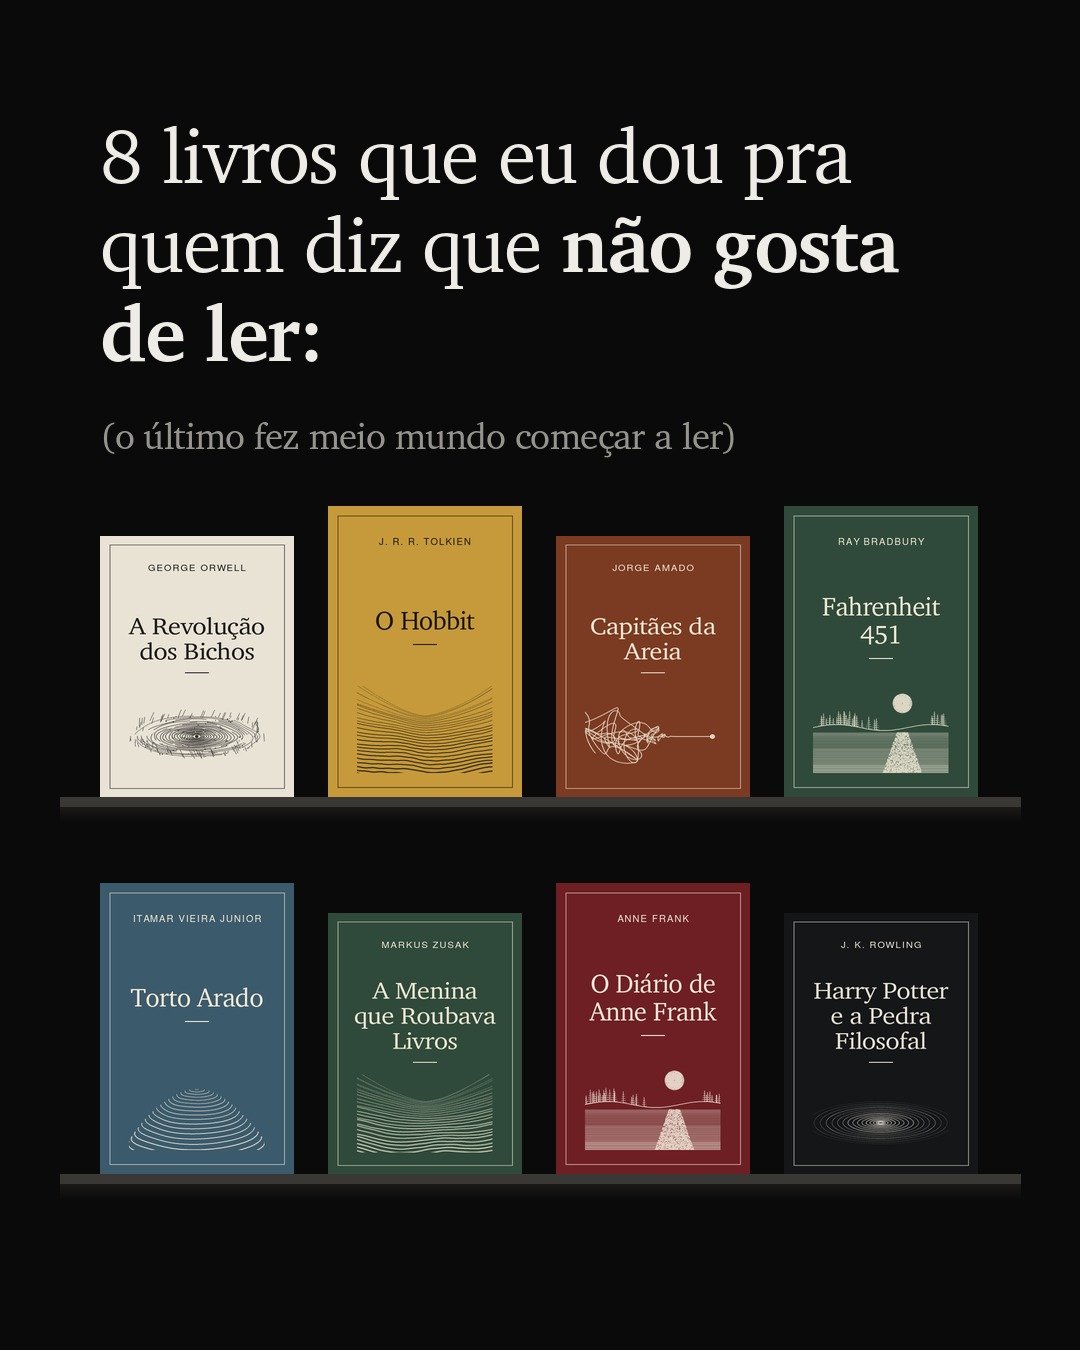 8 livros que eu dou pra
quem diz que não gosta
de ler:
(o último fez meio mundo começar a ler)
GEORGE ORWELL
A Revolução
dos Bichos
J. R. R. TOLKIEN
O Hobbit
JORGE AMADO
Capitães da
Areia
RAY BRADBURY
Fahrenheit
451
ITAMAR VIEIRA JUNIOR
Torto Arado
MARKUS ZUSAK
A Menina
que Roubava
Livros
ANNE FRANK
O Diário de
Anne Frank
J. K. ROWLING
Harry Potter
e a Pedra
Filosofal